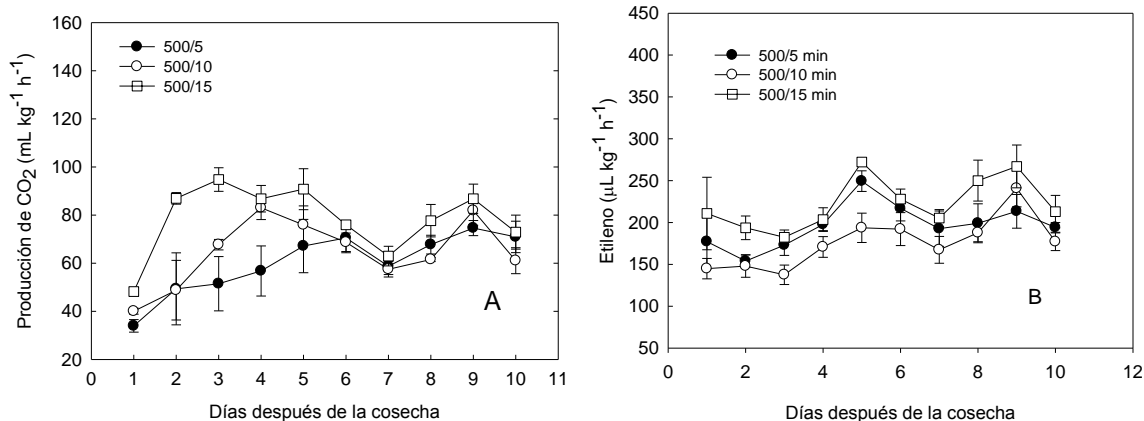 160
140
120
100
80
60
40
20
Producción de CO2 (mL kg-1 h-1)
500/5
500/10
500/15
A
0 1 2 3 4 5 6 7 8 9 10 11
Días después de la cosecha
450
400
350
300
250
200
150
100
50
Etileno (µL kg-1 h-1)
500/5 min
500/10 min
500/15 min
B
0 2 4 6 8 10 12
Días después de la cosecha